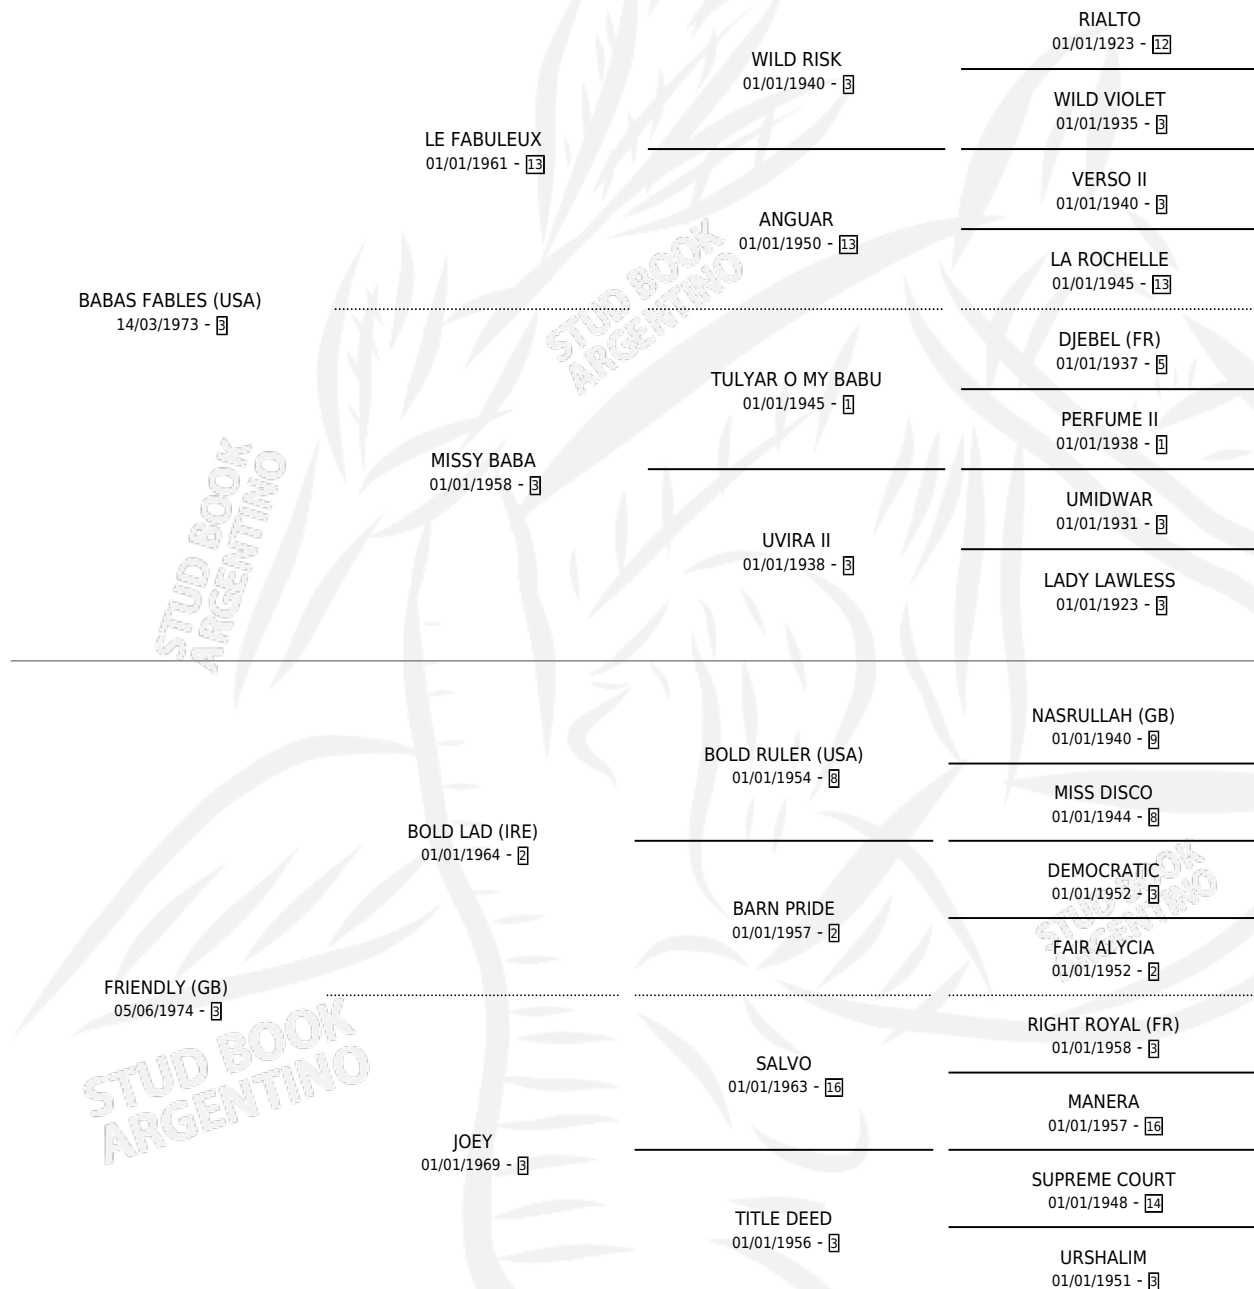 RIALTO
01/01/1923 - 12
WILD RISK
01/01/1940 - 3
WILD VIOLET
01/01/1935 - 3
LE FABULEUX
01/01/1961 - 13
VERSO II
01/01/1940 - 3
ANGUAR
01/01/1950 - 13
LA ROCHELLE
01/01/1945 - 13
BABAS FABLES (USA)
14/03/1973 - 3
DJEBEL (FR)
01/01/1937 - 5
TULYAR O MY BABU
01/01/1945 - 1
PERFUME II
01/01/1938 - 1
MISSY BABA
01/01/1958 - 3
UMIDWAR
01/01/1931 - 3
UVIRA II
01/01/1938 - 3
LADY LAWLESS
01/01/1923 - 3
STUD BOOK
ARGENTINO
STUD BOOK
ARGENTINO
NASRULLAH (GB)
01/01/1940 - 9
BOLD RULER (USA)
01/01/1954 - 8
MISS DISCO
01/01/1944 - 8
BOLD LAD (IRE)
01/01/1964 - 2
DEMOCRATIC
01/01/1952 - 3
BARN PRIDE
01/01/1957 - 2
FAIR ALYCIA
01/01/1952 - 2
FRIENDLY (GB)
05/06/1974 - 3
RIGHT ROYAL (FR)
01/01/1958 - 3
SALVO
01/01/1963 - 16
MANERA
01/01/1957 - 16
JOEY
01/01/1969 - 3
SUPREME COURT
01/01/1948 - 14
TITLE DEED
01/01/1956 - 3
URSHALIM
01/01/1951 - 3
STUD BOOK
ARGENTINO
STUD BOOK
ARGENTINO